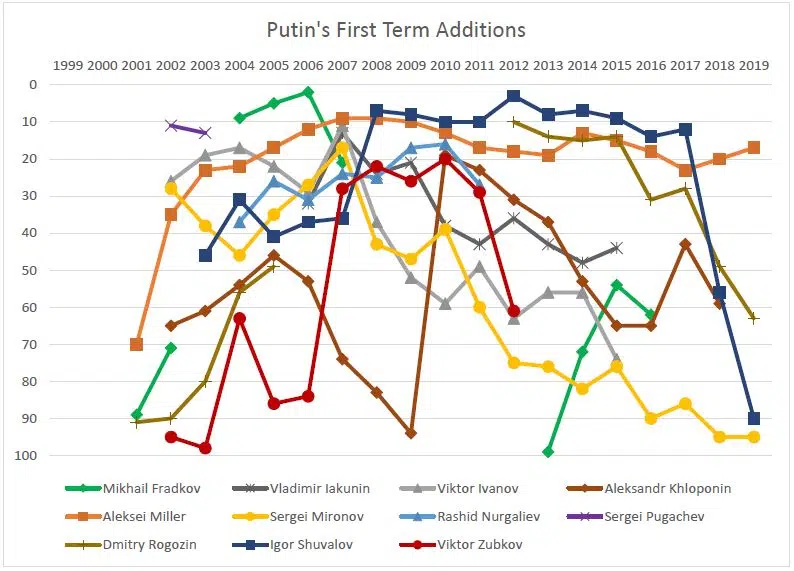 Putin's First Term Additions
1999 2000 2001 2002 2003 2004 2005 2006 2007 2008 2009 2010 2011 2012 2013 2014 2015 2016 2017 2018 2019
0
10
20
30
40
50
60
70
80
90
100
Mikhail Fradkov Vladimir Iakunin Viktor Ivanov Aleksandr Khloponin
Aleksei Miller Sergei Mironov Rashid Nurgaliev Sergei Pugachev
Dmitry Rogozin Igor Shuvalov Viktor Zubkov